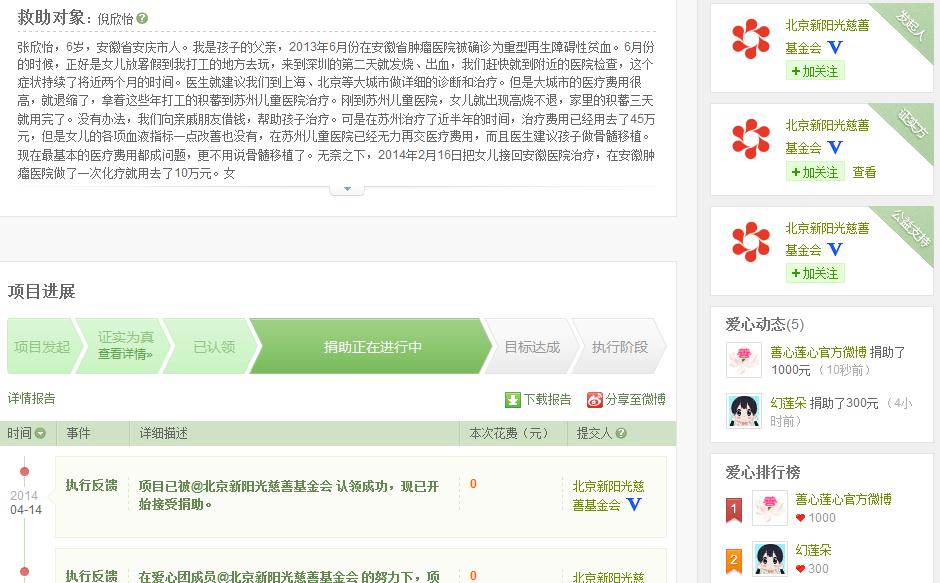 救助对象：倪欣怡
张欣怡，6岁，安徽省安庆市人。我是孩子的父亲，2013年6月份在安徽省肿瘤医院被确诊为重型再生障碍性贫血。6月份
的时候，正好是女儿放暑假到我打工的地方去玩，来到深圳的第二天就发烧、出血，我们赶快就到附近的医院检查，这个
症状持续了将近两个月的时间。医生就建议我们到上海、北京等大城市做详细的诊断和治疗。但是大城市的医疗费用很
高，就退缩了，拿着这些年打工的积蓄到苏州儿童医院治疗。刚到苏州儿童医院，女儿就出现高烧不退，家里的积蓄三天
就用完了。没有办法，我们向亲戚朋友借钱，帮助孩子治疗。可是在苏州治疗了近半年的时间，治疗费用已经用去了45万
元，但是女儿的各项血液指标一点改善也没有，在苏州儿童医院已经无力再交医疗费用，而且医生建议孩子做骨髓移植。
现在最基本的医疗费用都成问题，更不用说骨髓移植了。无奈之下，2014年2月16日把女儿接回安徽医院治疗，在安徽肿
瘤医院做了一次化疗就用去了10万元。女
项目进展
项目发起
证实为真
查看详情»
已认领
捐助正在进行中
目标达成
执行阶段
详情报告
下载报告
分享至微博
时间
事件
详细描述
本次花费（元）
提交人
2014
04-14
执行反馈
项目已被@北京新阳光慈善基金会 认领成功，现已开
始接受捐助。
0
北京新阳光慈
善基金会
执行反馈
在爱心团成员@北京新阳光慈善基金会 的努力下，项
0
北京新阳光慈
北京新阳光慈善
基金会
+加关注
发起人
北京新阳光慈善
基金会
+加关注 查看
证实方
北京新阳光慈善
基金会
+加关注
公益支持
爱心动态(5)
善心莲心官方微博 捐助了
1000元 （10秒前）
幻莲朵 捐助了300元 （4小
时前）
爱心排行榜
1
善心莲心官方微博
1000
2
幻莲朵
300